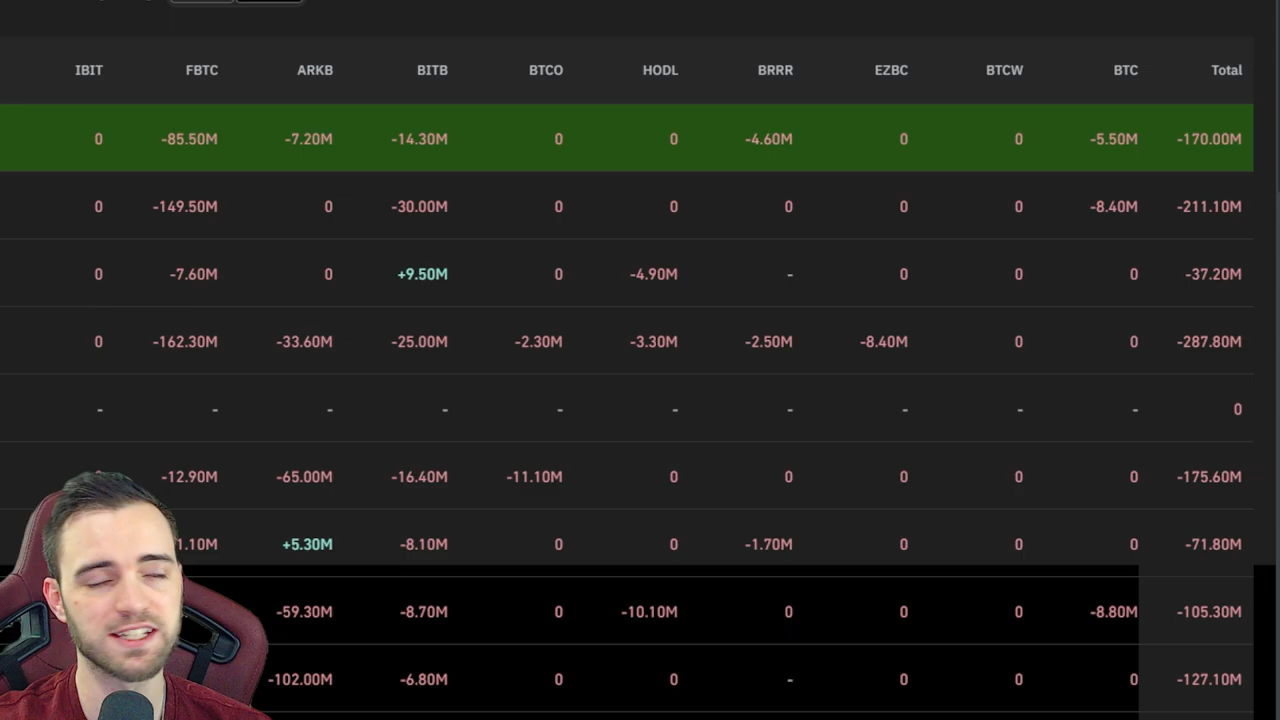 IBIT FBTC ARKB BITB BTCO HODL BRRR EZBC BTCW BTC Total
0 -85.50M -7.20M -14.30M 0 0 -4.60M 0 0 -5.50M -170.00M
0 -149.50M 0 -30.00M 0 0 0 0 0 -8.40M -211.10M
0 -7.60M 0 +9.50M 0 -4.90M - 0 0 0 -37.20M
0 -162.30M -33.60M -25.00M -2.30M -3.30M -2.50M -8.40M 0 0 -287.80M
- - - - - - - - - - 0
-12.90M -65.00M -16.40M -11.10M 0 0 0 0 0 -175.60M
1.10M +5.30M -8.10M 0 0 -1.70M 0 0 0 -71.80M
-59.30M -8.70M 0 -10.10M 0 0 0 -8.80M -105.30M
-102.00M -6.80M 0 0 - 0 0 0 -127.10M